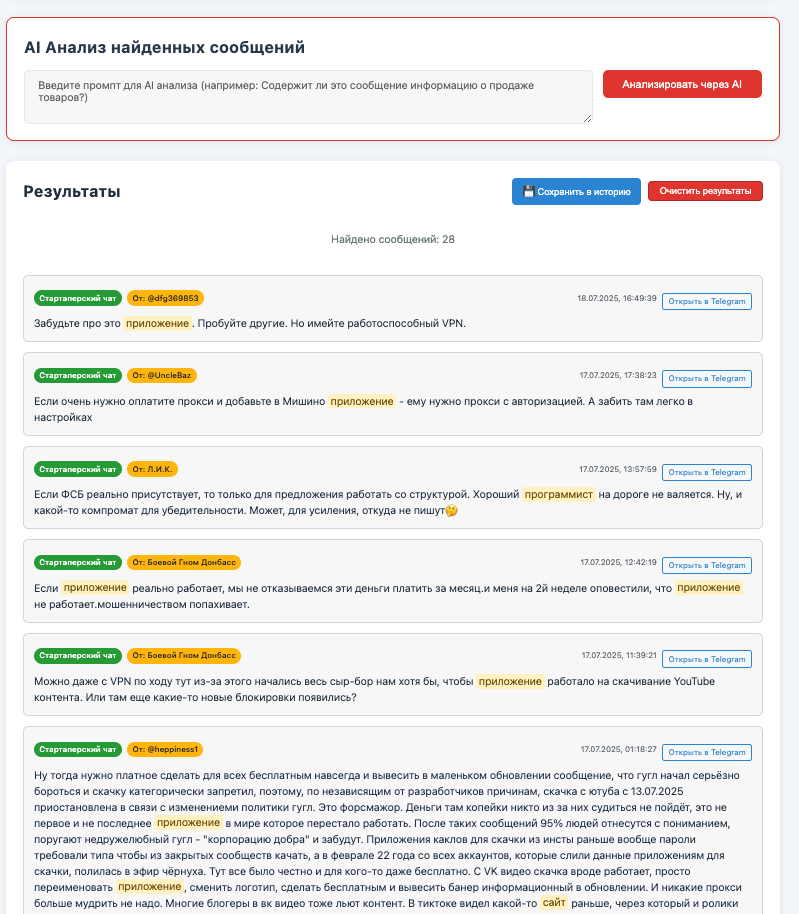 AI Анализ найденных сообщений
Введите промпт для AI анализа (например: Содержит ли это сообщение информацию о продаже
товаров?)
Анализировать через AI
Результаты
💾 Сохранить в историю
Очистить результаты
Найдено сообщений: 28
Стартаперский чат От: @dfg369853 18.07.2025, 16:49:39 Открыть в Telegram
Забудьте про это приложение . Пробуйте другие. Но имейте работоспособный VPN.
Стартаперский чат От: @UncleBaz 17.07.2025, 17:38:23 Открыть в Telegram
Если очень нужно оплатите прокси и добавьте в Мишино приложение - ему нужно прокси с авторизацией. А забить там легко в
настройках
Стартаперский чат От: Л.И.К. 17.07.2025, 13:57:59 Открыть в Telegram
Если ФСБ реально присутствует, то только для предложения работать со структурой. Хороший программист на дороге не валяется. Ну, и
какой-то компромат для убедительности. Может, для усиления, откуда не пишут🤔
Стартаперский чат От: Боевой Гном Донбасс 17.07.2025, 12:42:19 Открыть в Telegram
Если приложение реально работает, мы не отказываемся эти деньги платить за месяц.и меня на 2й неделе оповестили, что приложение
не работает.мошенничеством попахивает.
Стартаперский чат От: Боевой Гном Донбасс 17.07.2025, 11:39:21 Открыть в Telegram
Можно даже с VPN по ходу тут из-за этого начались весь сыр-бор нам хотя бы, чтобы приложение работало на скачивание YouTube
контента. Или там еще какие-то новые блокировки появились?
Стартаперский чат От: @heppiness1 17.07.2025, 01:18:27 Открыть в Telegram
Ну тогда нужно платное сделать для всех бесплатным навсегда и вывесить в маленьком обновлении сообщение, что гугл начал серьёзно
бороться и скачку категорически запретил, поэтому, по независящим от разработчиков причинам, скачка с ютуба с 13.07.2025
приостановлена в связи с изменениеми политики гугл. Это форсмажор. Деньги там копейки никто из за них судиться не пойдёт, это не
первое и не последнее приложение в мире которое перестало работать. После таких сообщений 95% людей отнесутся с пониманием,
поругают недружелюбный гугл - "корпорацию добра" и забудут. Приложения каклов для скачки из инсты раньше вообще пароли
требовали типа чтобы из закрытых сообществ качать, а в феврале 22 года со всех аккаунтов, которые слили данные приложениям для
скачки, полилась в эфир чёрнуха. Тут все было честно и для кого-то даже бесплатно. С VK видео скачка вроде работает, просто
переименовать приложение , сменить логотип, сделать бесплатным и вывесить банер информационный в обновлении. И никакие прокси
больше мудрить не надо. Многие блогеры в вк видео тоже льют контент. В тиктоке видел какой-то сайт раньше, через который и ролики